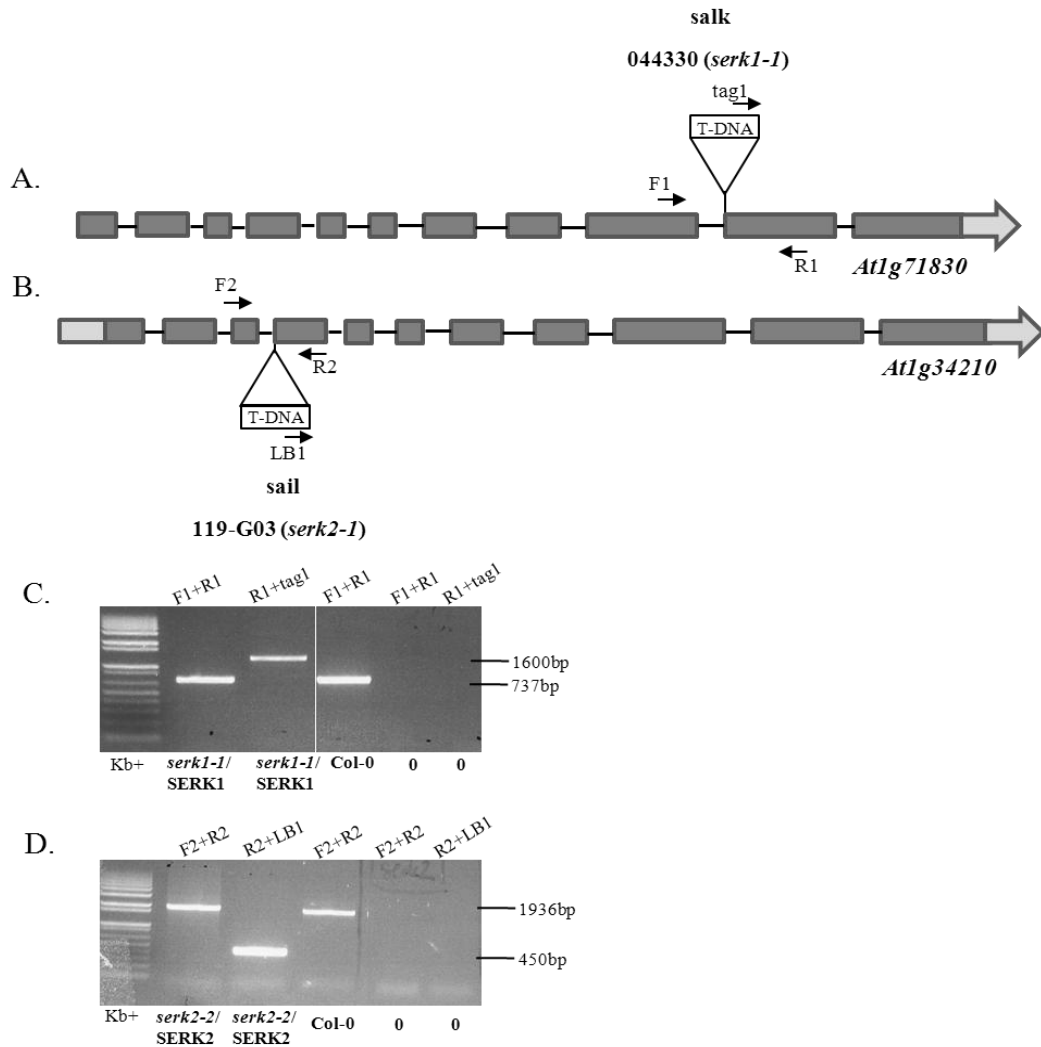 salk
044330 (serk1-1)
tag1
T-DNA
A.
F1
R1
At1g71830
B.
F2
R2
At1g34210
T-DNA
LB1
sail
119-G03 (serk2-1)
C.
F1+R1 R1+tag1 F1+R1 F1+R1 R1+tag1
1600bp
737bp
Kb+ serk1-1/ serk1-1/ Col-0 0 0
SERK1 SERK1
D.
F2+R2 R2+LB1 F2+R2 F2+R2 R2+LB1
1936bp
450bp
Kb+ serk2-2/ serk2-2/ Col-0 0 0
SERK2 SERK2